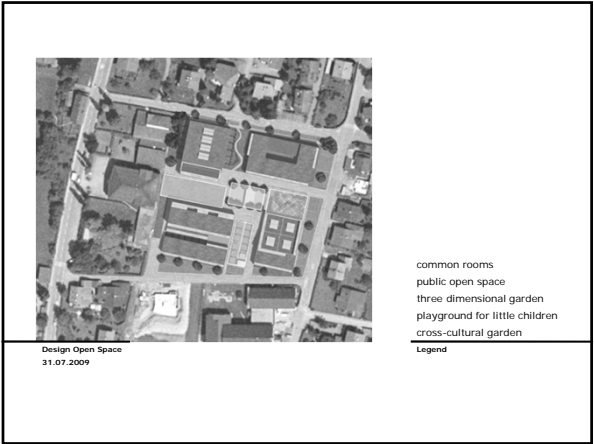 common rooms
public open space
three dimensional garden
playground for little children
cross-cultural garden
Design Open Space
31.07.2009
Legend